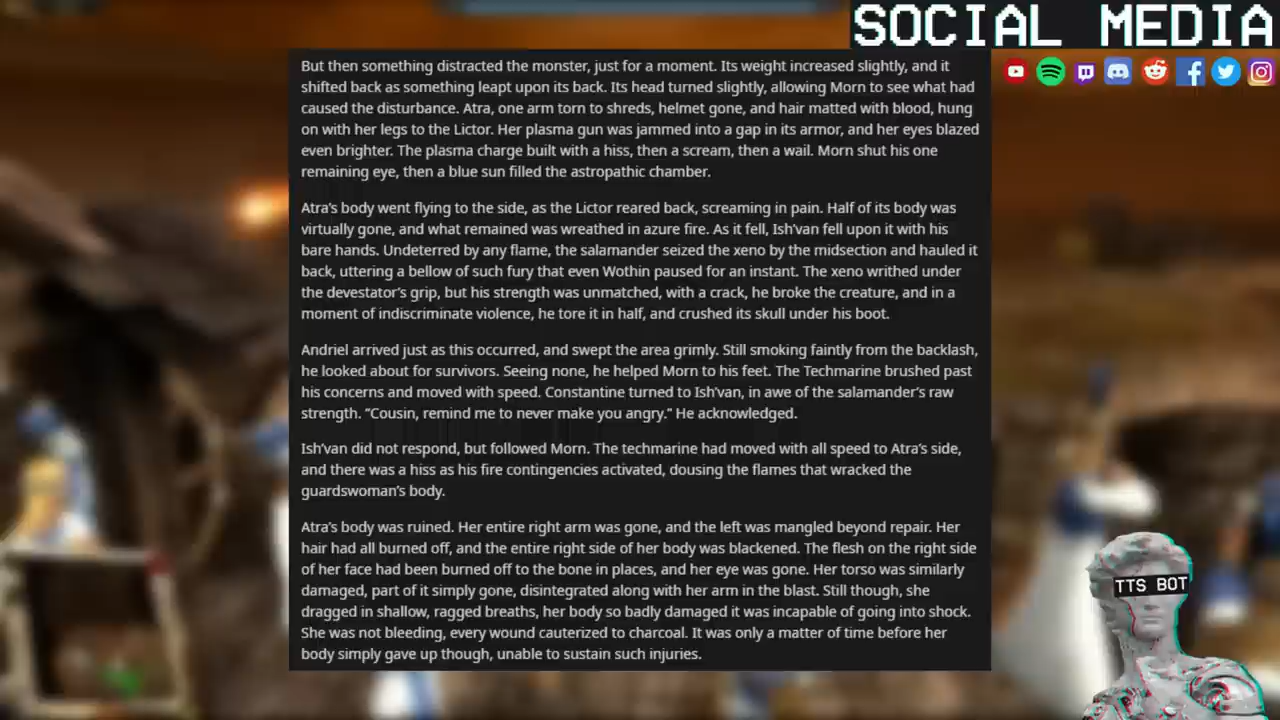 SOCIAL MEDIA
But then something distracted the monster, just for a moment. Its weight increased slightly, and it
shifted back as something leapt upon its back. Its head turned slightly, allowing Morn to see what had
caused the disturbance. Atra, one arm torn to shreds, helmet gone, and hair matted with blood, hung
on with her legs to the Lictor. Her plasma gun was jammed into a gap in its armor, and her eyes blazed
even brighter. The plasma charge built with a hiss, then a scream, then a wail. Morn shut his one
remaining eye, then a blue sun filled the astropathic chamber.
Atra's body went flying to the side, as the Lictor reared back, screaming in pain. Half of its body was
virtually gone, and what remained was wreathed in azure fire. As it fell, Ish'van fell upon it with his
bare hands. Undeterred by any flame, the salamander seized the xeno by the midsection and hauled it
back, uttering a bellow of such fury that even Wothin paused for an instant. The xeno writhed under
the devestator's grip, but his strength was unmatched, with a crack, he broke the creature, and in a
moment of indiscriminate violence, he tore it in half, and crushed its skull under his boot.
Andriel arrived just as this occurred, and swept the area grimly. Still smoking faintly from the backlash,
he looked about for survivors. Seeing none, he helped Morn to his feet. The Techmarine brushed past
his concerns and moved with speed. Constantine turned to Ish'van, in awe of the salamander's raw
strength. "Cousin, remind me to never make you angry." He acknowledged.
Ish'van did not respond, but followed Morn. The techmarine had moved with all speed to Atra's side,
and there was a hiss as his fire contingencies activated, dousing the flames that wracked the
guardswoman's body.
Atra's body was ruined. Her entire right arm was gone, and the left was mangled beyond repair. Her
hair had all burned off, and the entire right side of her body was blackened. The flesh on the right side
of her face had been burned off to the bone in places, and her eye was gone. Her torso was similarly
damaged, part of it simply gone, disintegrated along with her arm in the blast. Still though, she
dragged in shallow, ragged breaths, her body so badly damaged it was incapable of going into shock.
She was not bleeding, every wound cauterized to charcoal. It was only a matter of time before her
body simply gave up though, unable to sustain such injuries.
TTS BOT